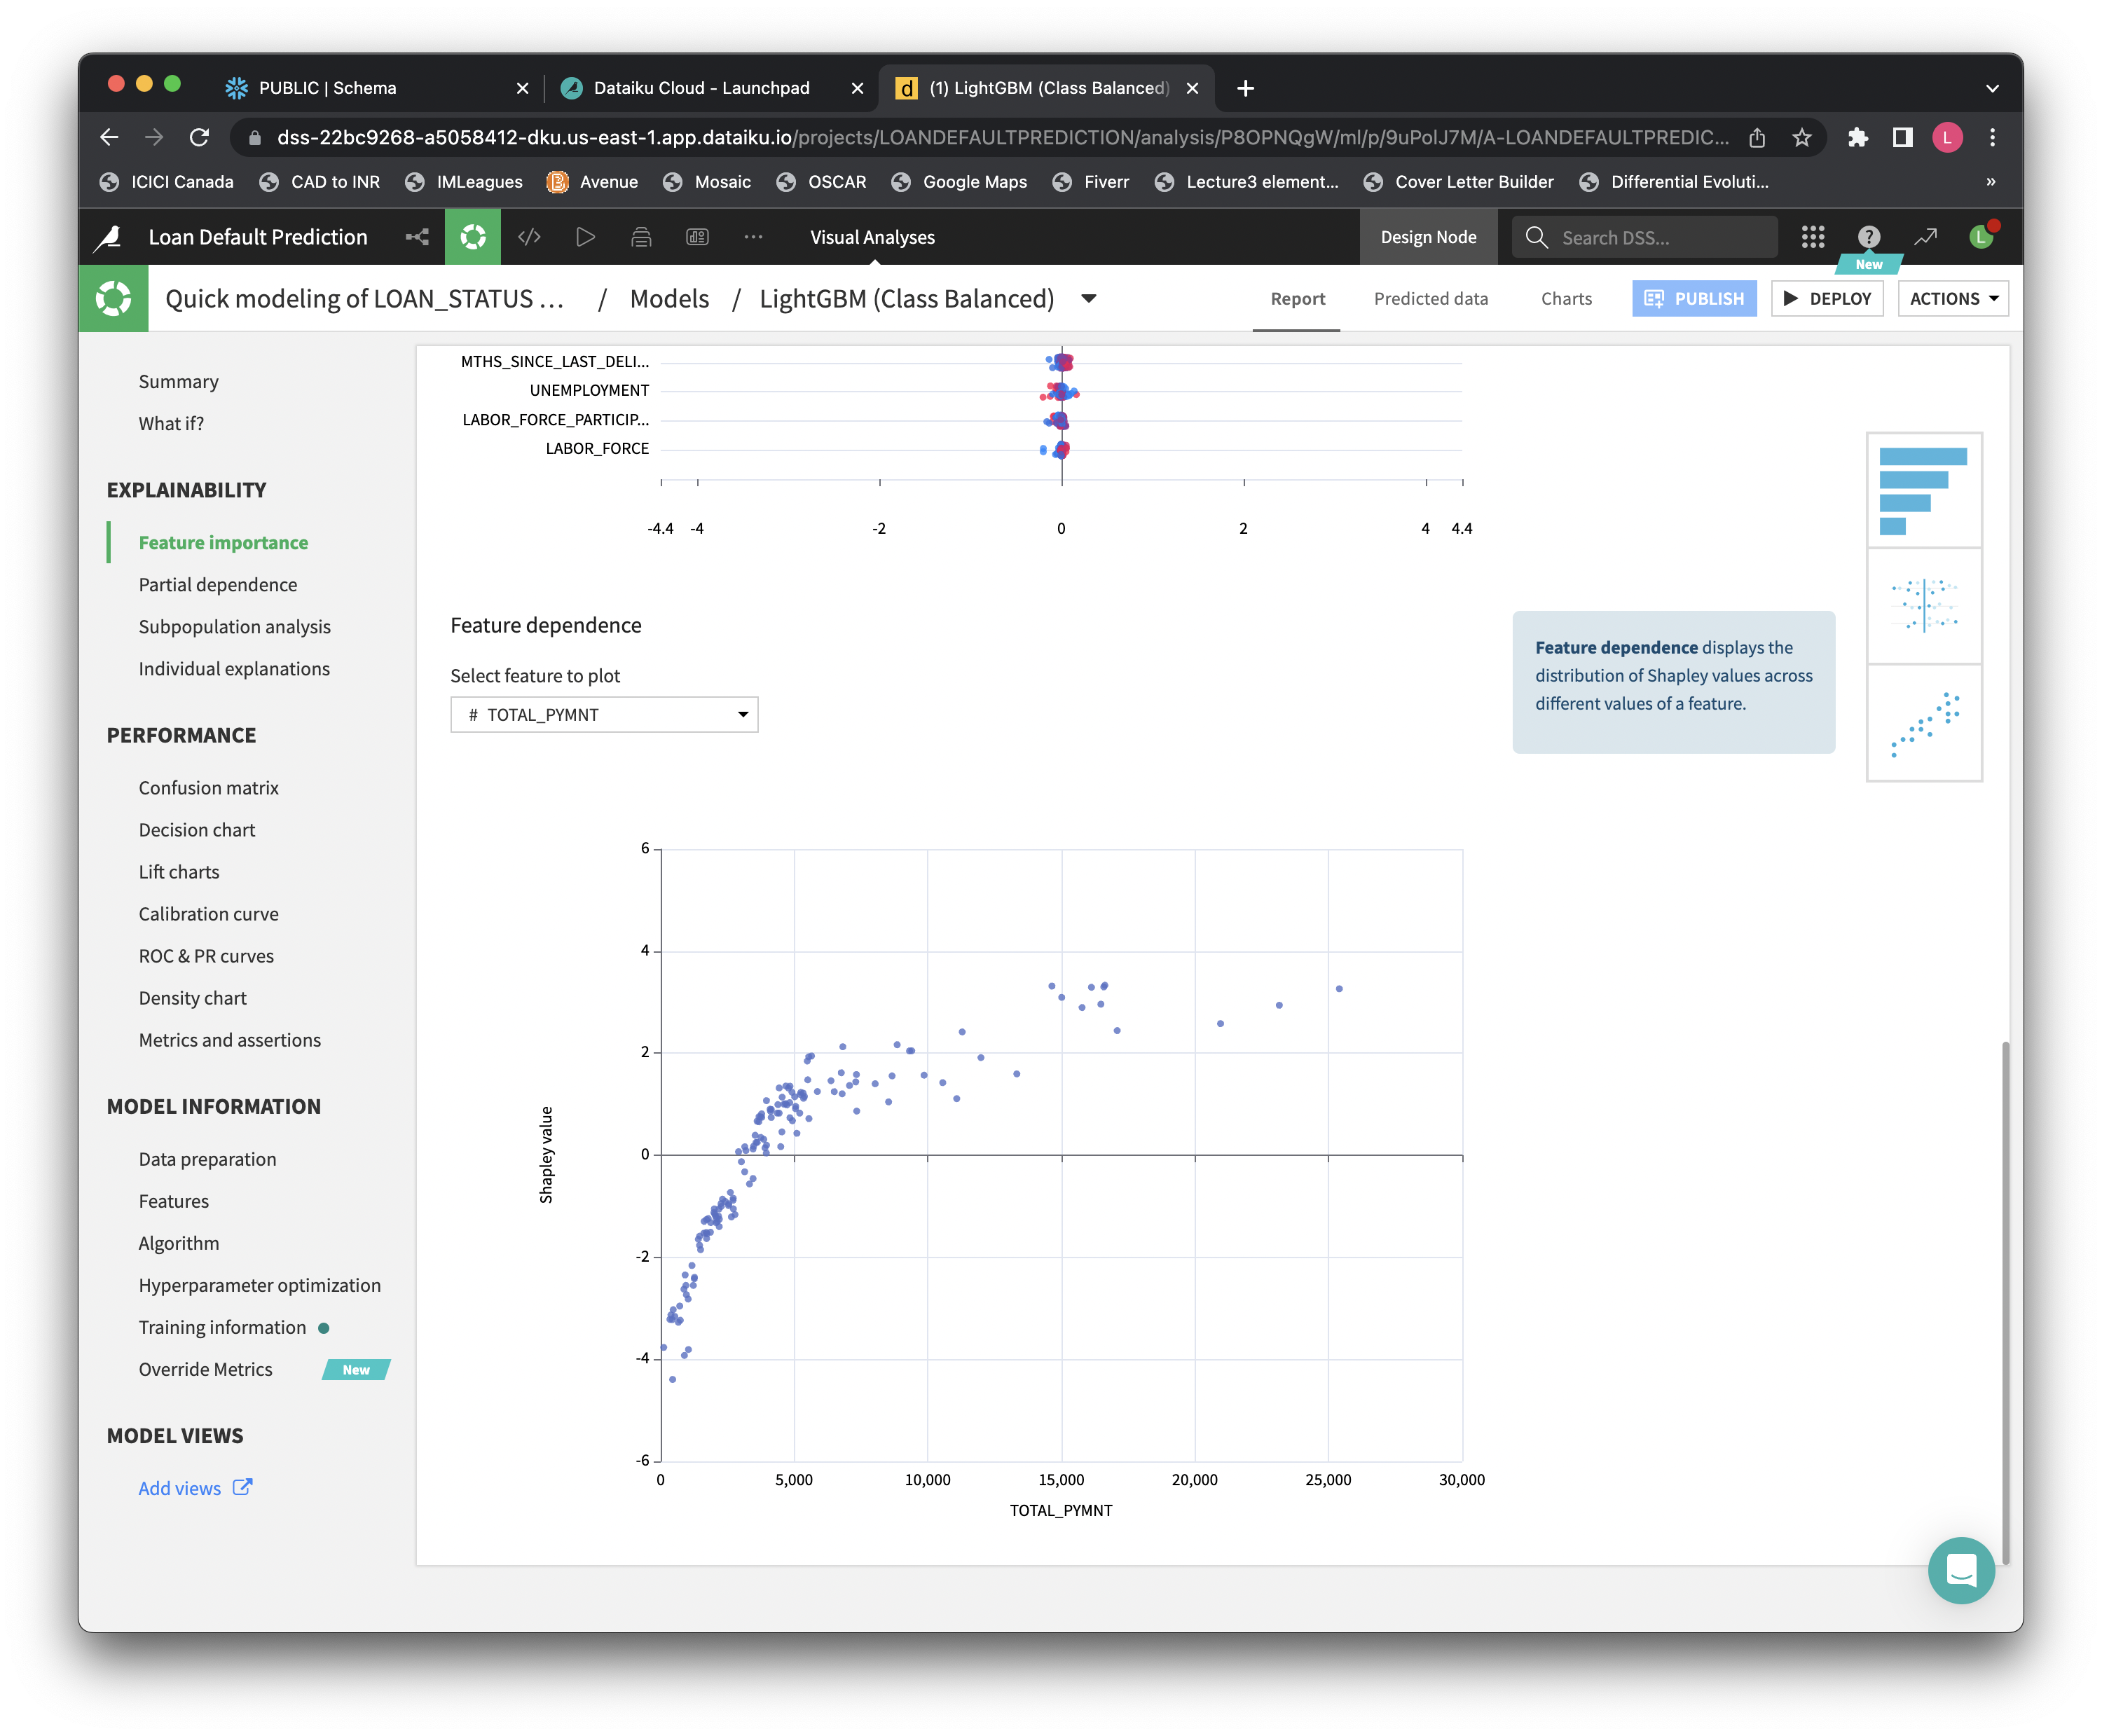 PUBLIC | Schema
Dataiku Cloud - Launchpad
(1) LightGBM (Class Balanced)
dss-22bc9268-a5058412-dku.us-east-1.app.dataiku.io/projects/LOANDEFAULTPREDICTION/analysis/P8OPNQgW/ml/p/9uPolJ7M/A-LOANDEFAULTPREDIC...
L
ICICI Canada
CAD to INR
IMLeagues
Avenue
Mosaic
OSCAR
Google Maps
Fiverr
Lecture3 element...
Cover Letter Builder
Differential Evoluti...
»
Loan Default Prediction
Visual Analyses
Design Node
Search DSS...
L
New
Quick modeling of LOAN_STATUS ... / Models / LightGBM (Class Balanced)
Report
Predicted data
Charts
PUBLISH
DEPLOY
ACTIONS
Summary
What if?
EXPLAINABILITY
Feature importance
Partial dependence
Subpopulation analysis
Individual explanations
PERFORMANCE
Confusion matrix
Decision chart
Lift charts
Calibration curve
ROC & PR curves
Density chart
Metrics and assertions
MODEL INFORMATION
Data preparation
Features
Algorithm
Hyperparameter optimization
Training information
Override Metrics
New
MODEL VIEWS
Add views
MTHS_SINCE_LAST_DELI...
UNEMPLOYMENT
LABOR_FORCE_PARTICIP...
LABOR_FORCE
-4.4 -4 -2 0 2 4 4.4
Feature dependence
Select feature to plot
# TOTAL_PYMNT
Feature dependence displays the
distribution of Shapley values across
different values of a feature.
6
4
2
0
-2
-4
-6
Shapley value
0 5,000 10,000 15,000 20,000 25,000 30,000
TOTAL_PYMNT